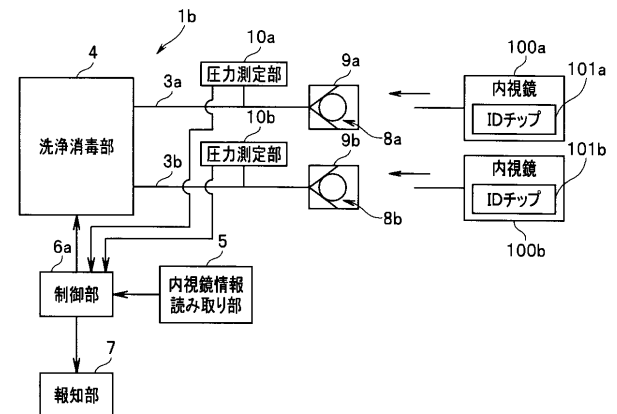 1b
4
10a
圧力測定部
3a
9a
8a
100a
内視鏡
101a
IDチップ
洗浄消毒部
10b
圧力測定部
3b
9b
8b
内視鏡
101b
IDチップ
100b
6a
制御部
5
内視鏡情報
読み取り部
7
報知部